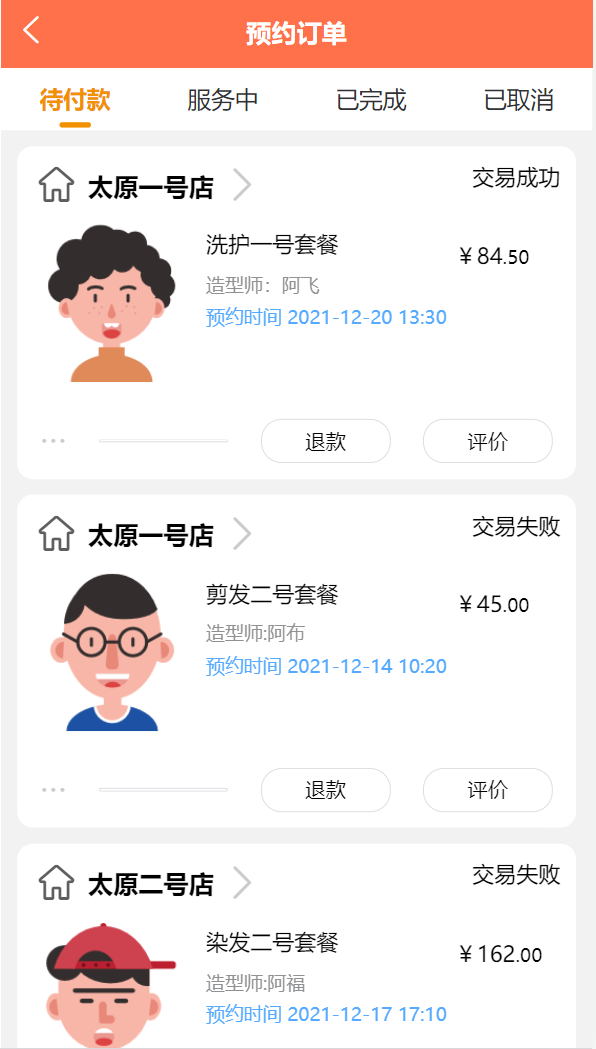 预约订单
待付款 服务中 已完成 已取消
太原一号店 交易成功
洗护一号套餐 ¥84.50
造型师：阿飞
预约时间 2021-12-20 13:30
··· 退款 评价
太原一号店 交易失败
剪发二号套餐 ¥45.00
造型师:阿布
预约时间 2021-12-14 10:20
··· 退款 评价
太原二号店 交易失败
染发二号套餐 ¥162.00
造型师:阿福
预约时间 2021-12-17 17:10